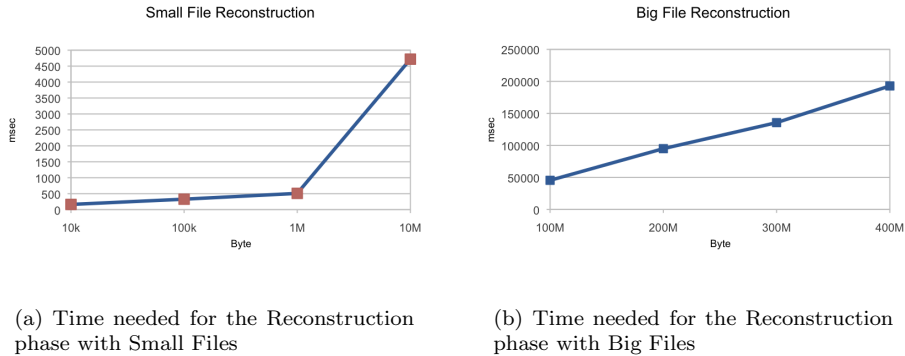 Small File Reconstruction
5000
4500
4000
3500
3000
2500
2000
1500
1000
500
0
msec
10k 100k 1M 10M
Byte
(a) Time needed for the Reconstruction
phase with Small Files
Big File Reconstruction
250000
200000
150000
100000
50000
0
msec
100M 200M 300M 400M
Byte
(b) Time needed for the Reconstruction
phase with Big Files